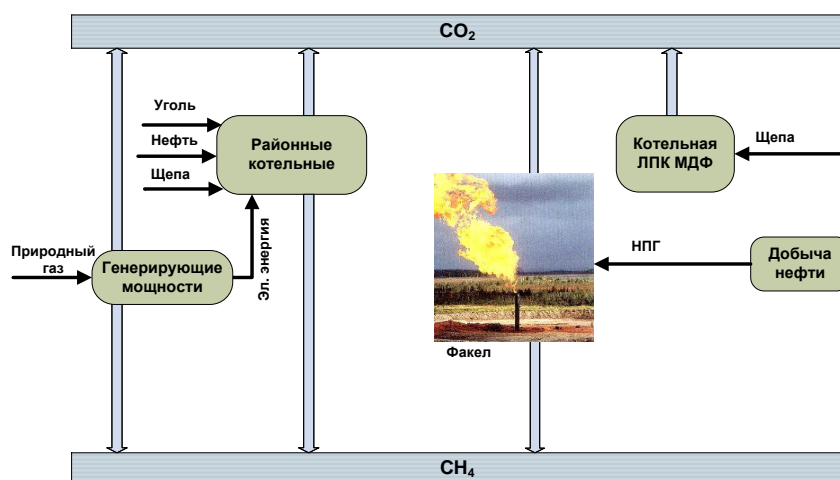 CO₂
Уголь
Нефть
Щепа
Районные
котельные
Котельная
ЛПК МДФ
Щепа
Природный
газ
Генерирующие
мощности
Эл. энергия
НПГ
Добыча
нефти
Факел
CH₄